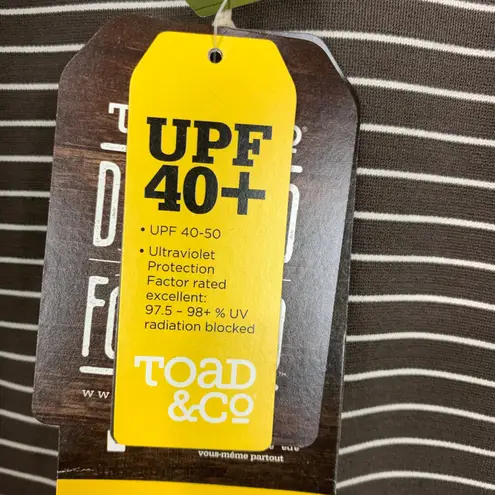 UPF
40+
• UPF 40-50
• Ultraviolet
Protection
Factor rated
excellent:
97.5 – 98+ % UV
radiation blocked
TOaD
&CO
être
vous-même partout